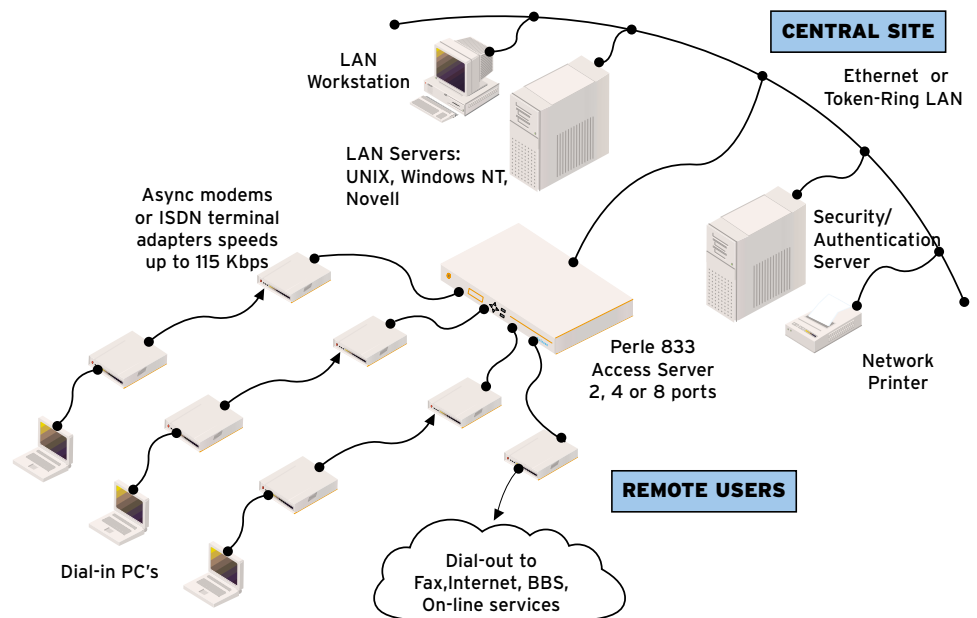 CENTRAL SITE
LAN
Workstation
Ethernet or
Token-Ring LAN
LAN Servers:
UNIX, Windows NT,
Novell
Async modems
or ISDN terminal
adapters speeds
up to 115 Kbps
Security/
Authentication
Server
Perle 833
Access Server
2, 4 or 8 ports
Network
Printer
REMOTE USERS
Dial-in PC's
Dial-out to
Fax,Internet, BBS,
On-line services